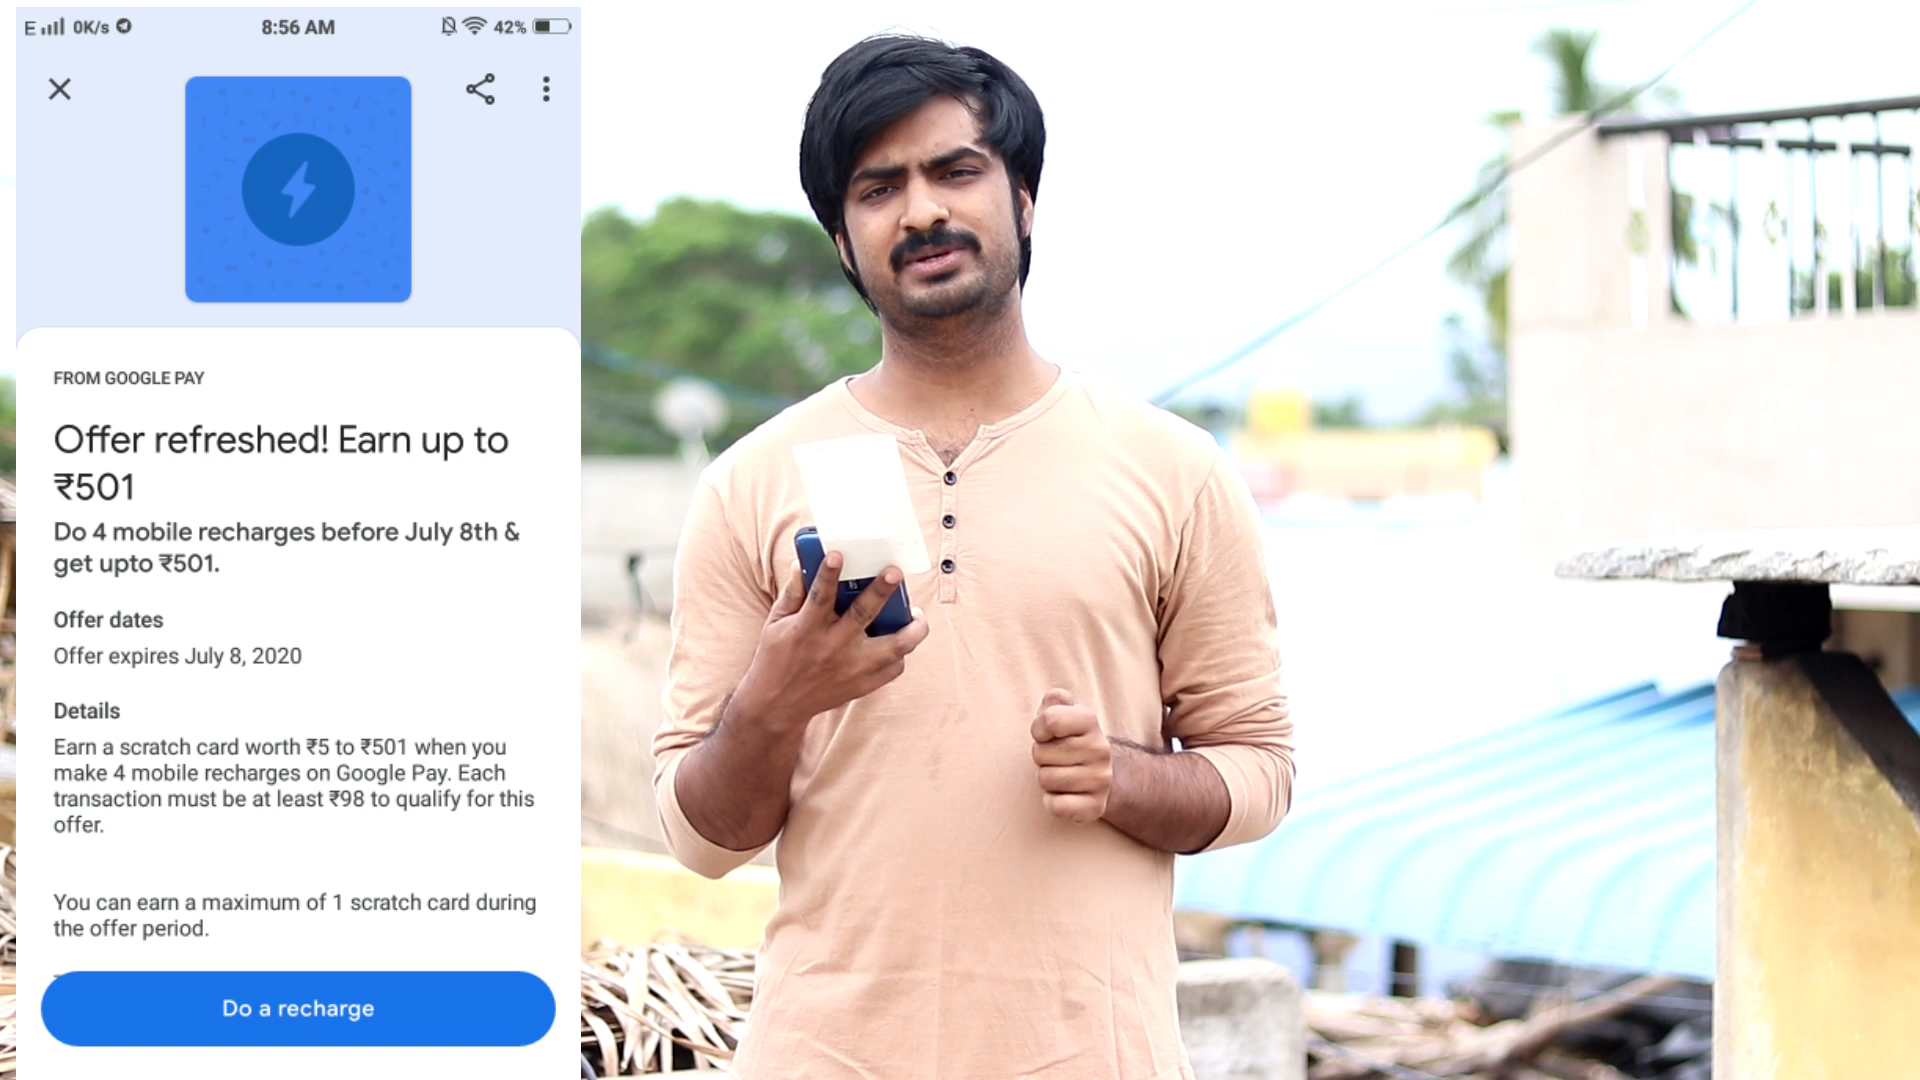 E 0K/s 8:56 AM 42%
FROM GOOGLE PAY
Offer refreshed! Earn up to
₹501
Do 4 mobile recharges before July 8th &
get upto ₹501.
Offer dates
Offer expires July 8, 2020
Details
Earn a scratch card worth ₹5 to ₹501 when you
make 4 mobile recharges on Google Pay. Each
transaction must be at least ₹98 to qualify for this
offer.
You can earn a maximum of 1 scratch card during
the offer period.
Do a recharge